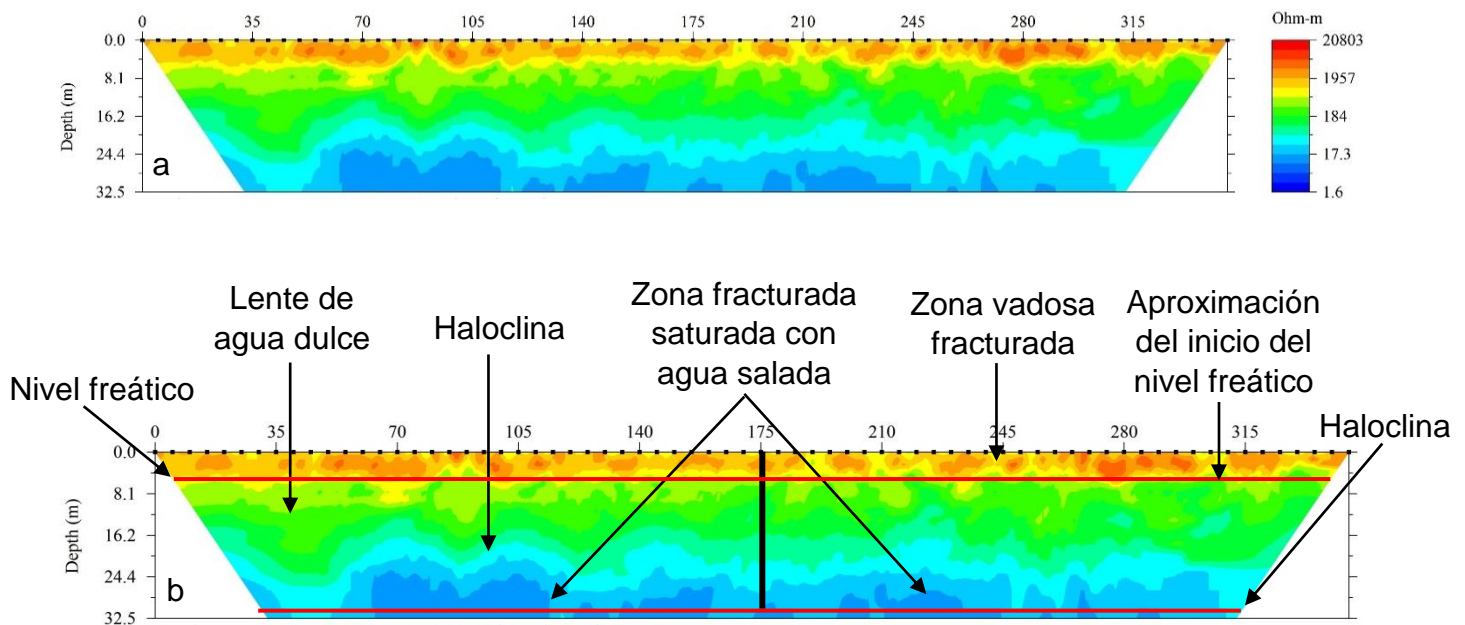 0 35 70 105 140 175 210 245 280 315
Ohm-m
0.0
8.1
16.2
24.4
32.5
Depth (m)
a
20803
1957
184
17.3
1.6
Lente de
agua dulce
Haloclina
Zona fracturada
saturada con
agua salada
Zona vadosa
fracturada
Aproximación
del inicio del
nivel freático
Nivel freático
Haloclina
0 35 70 105 140 175 210 245 280 315
0.0
8.1
16.2
24.4
32.5
Depth (m)
b